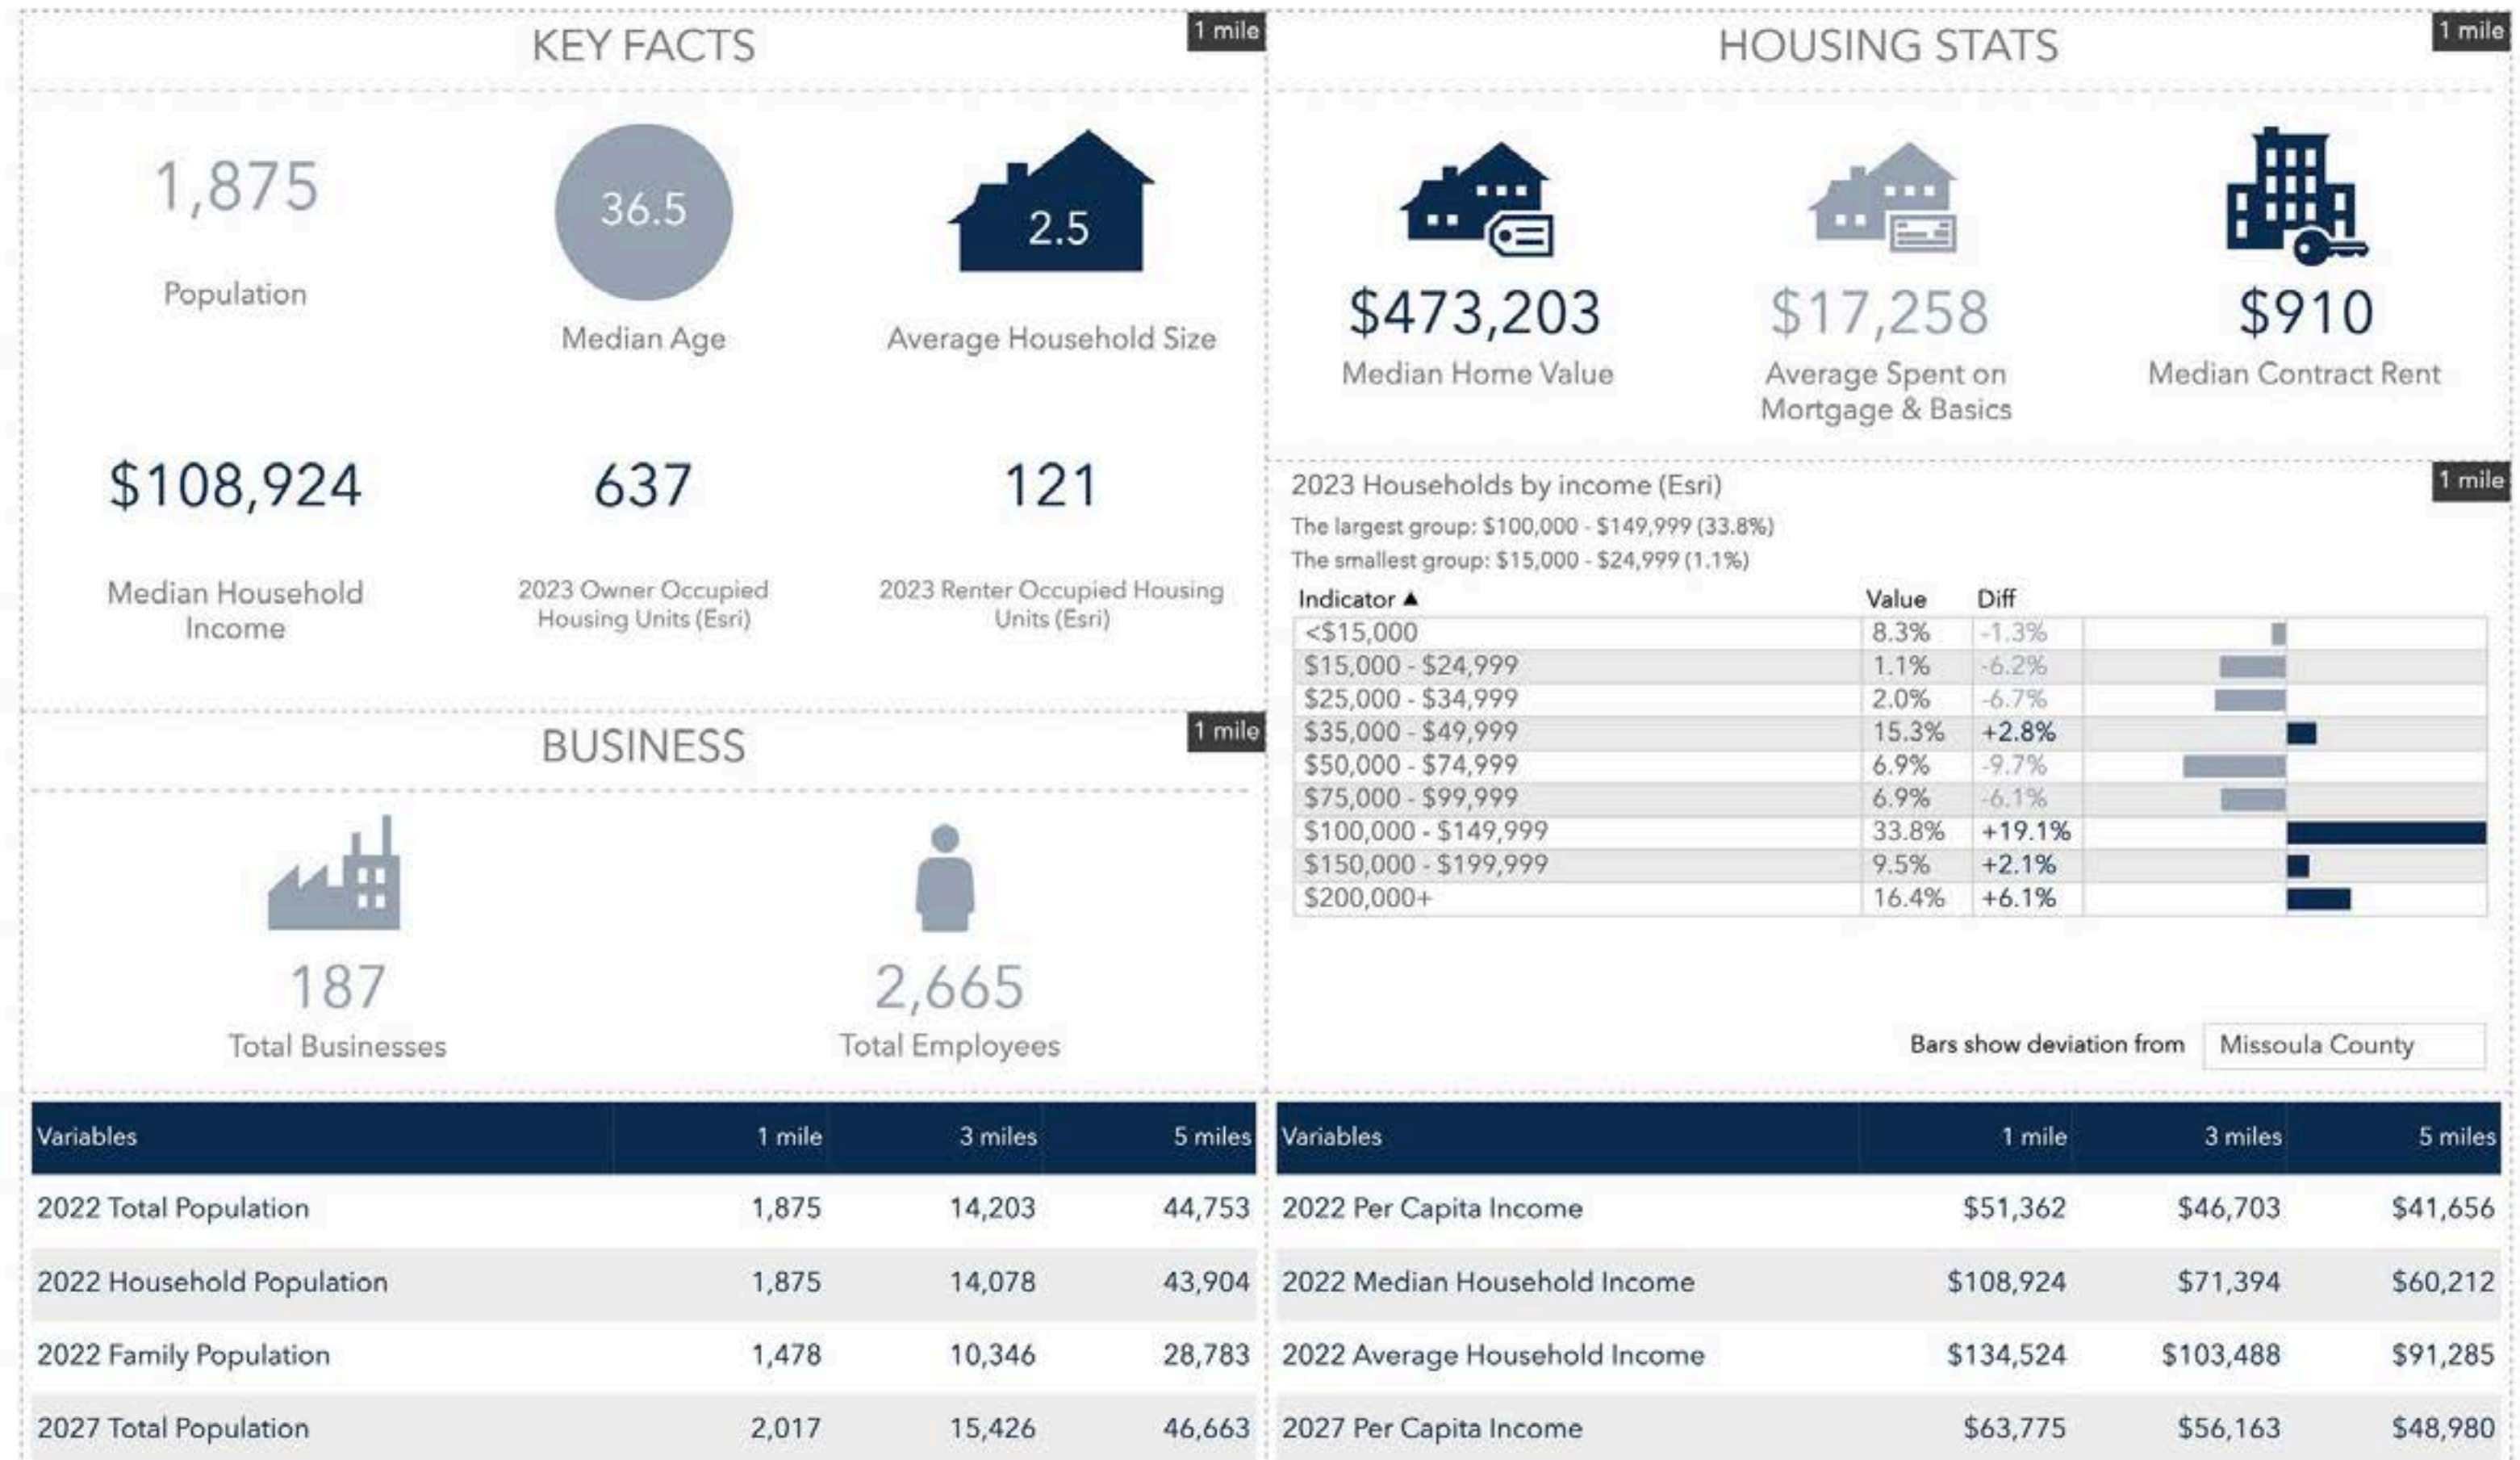 KEY FACTS
1 mile
1,875
Population
36.5
Median Age
2.5
Average Household Size
$108,924
Median Household
Income
637
2023 Owner Occupied
Housing Units (Esri)
121
2023 Renter Occupied Housing
Units (Esri)
HOUSING STATS
1 mile
$473,203
Median Home Value
$17,258
Average Spent on
Mortgage & Basics
$910
Median Contract Rent
BUSINESS
1 mile
187
Total Businesses
2,665
Total Employees
2023 Households by income (Esri)
1 mile
The largest group: $100,000 - $149,999 (33.8%)
The smallest group: $15,000 - $24,999 (1.1%)
Indicator ▲ Value Diff
<$15,000 8.3% -1.3%
$15,000 - $24,999 1.1% -6.2%
$25,000 - $34,999 2.0% -6.7%
$35,000 - $49,999 15.3% +2.8%
$50,000 - $74,999 6.9% -9.7%
$75,000 - $99,999 6.9% -6.1%
$100,000 - $149,999 33.8% +19.1%
$150,000 - $199,999 9.5% +2.1%
$200,000+ 16.4% +6.1%
Bars show deviation from Missoula County
Variables 1 mile 3 miles 5 miles
2022 Total Population 1,875 14,203 44,753
2022 Household Population 1,875 14,078 43,904
2022 Family Population 1,478 10,346 28,783
2027 Total Population 2,017 15,426 46,663
Variables 1 mile 3 miles 5 miles
2022 Per Capita Income $51,362 $46,703 $41,656
2022 Median Household Income $108,924 $71,394 $60,212
2022 Average Household Income $134,524 $103,488 $91,285
2027 Per Capita Income $63,775 $56,163 $48,980